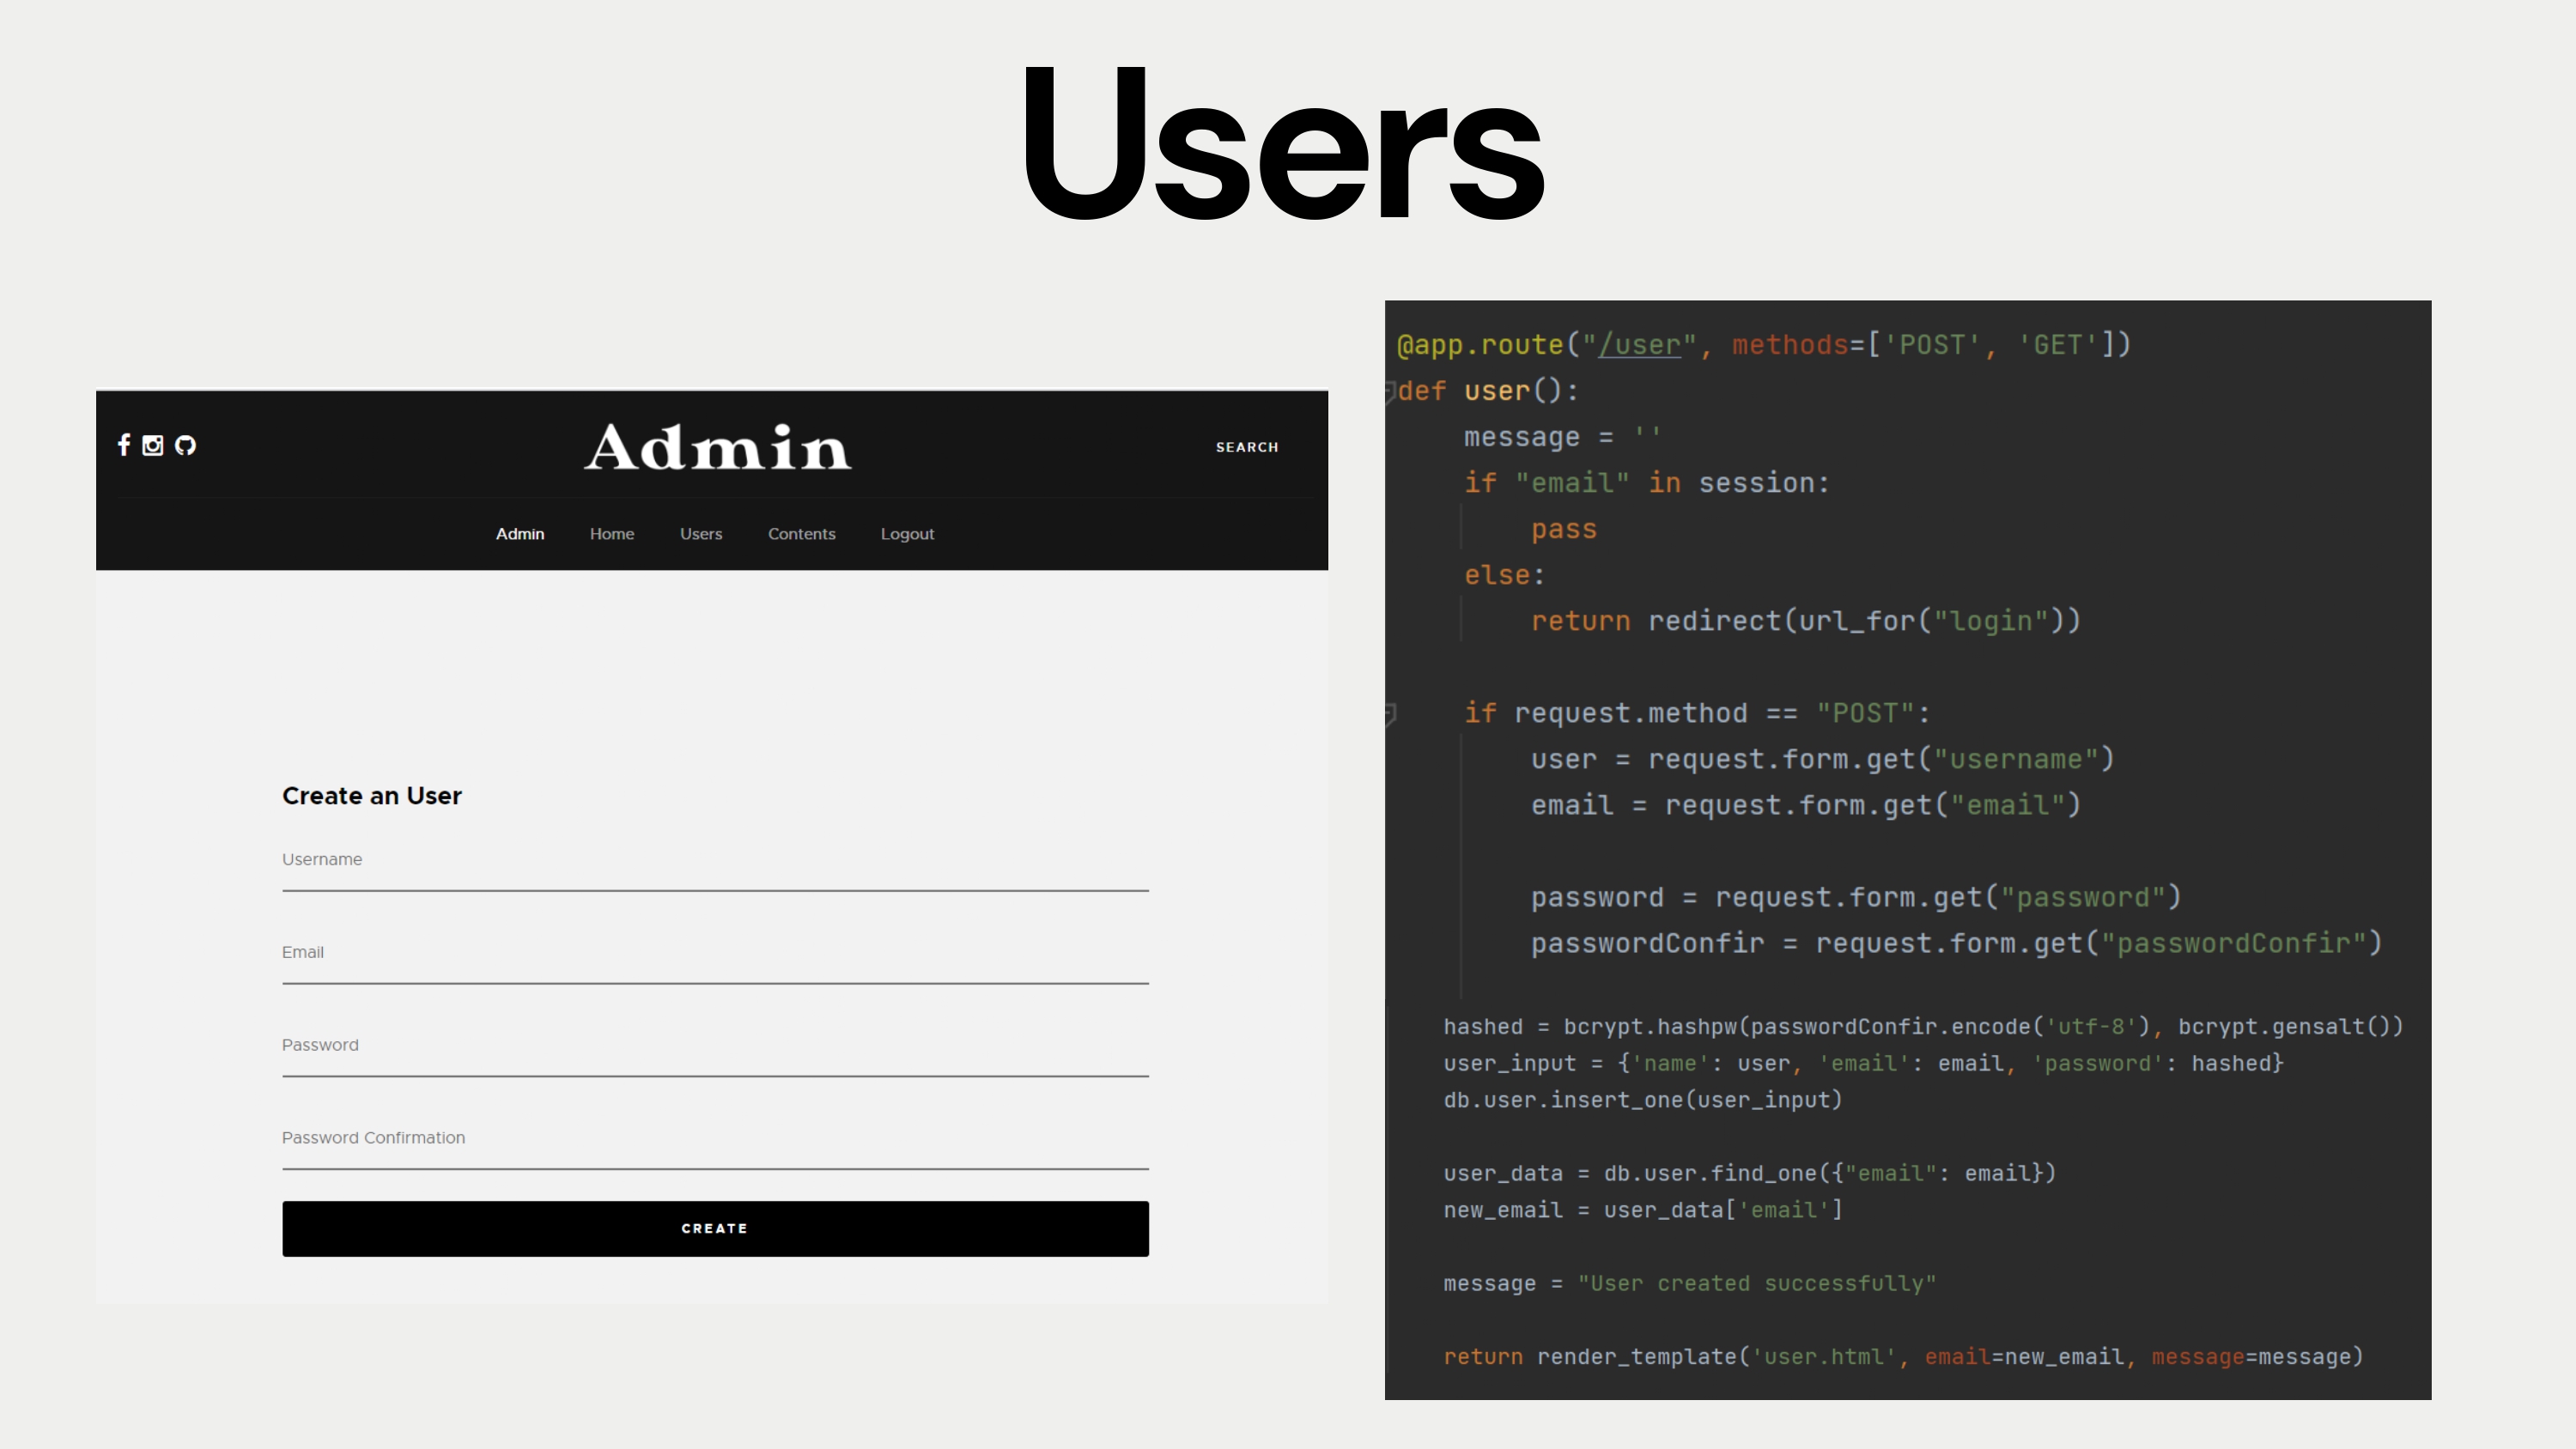 Users
Admin
SEARCH
Admin Home Users Contents Logout
Create an User
Username
Email
Password
Password Confirmation
CREATE
@app.route("/user", methods=['POST', 'GET'])
def user():
    message = ''
    if "email" in session:
        pass
    else:
        return redirect(url_for("login"))
    if request.method == "POST":
        user = request.form.get("username")
        email = request.form.get("email")
        password = request.form.get("password")
        passwordConfir = request.form.get("passwordConfir")
hashed = bcrypt.hashpw(passwordConfir.encode('utf-8'), bcrypt.gensalt())
user_input = {'name': user, 'email': email, 'password': hashed}
db.user.insert_one(user_input)
user_data = db.user.find_one({"email": email})
new_email = user_data['email']
message = "User created successfully"
return render_template('user.html', email=new_email, message=message)